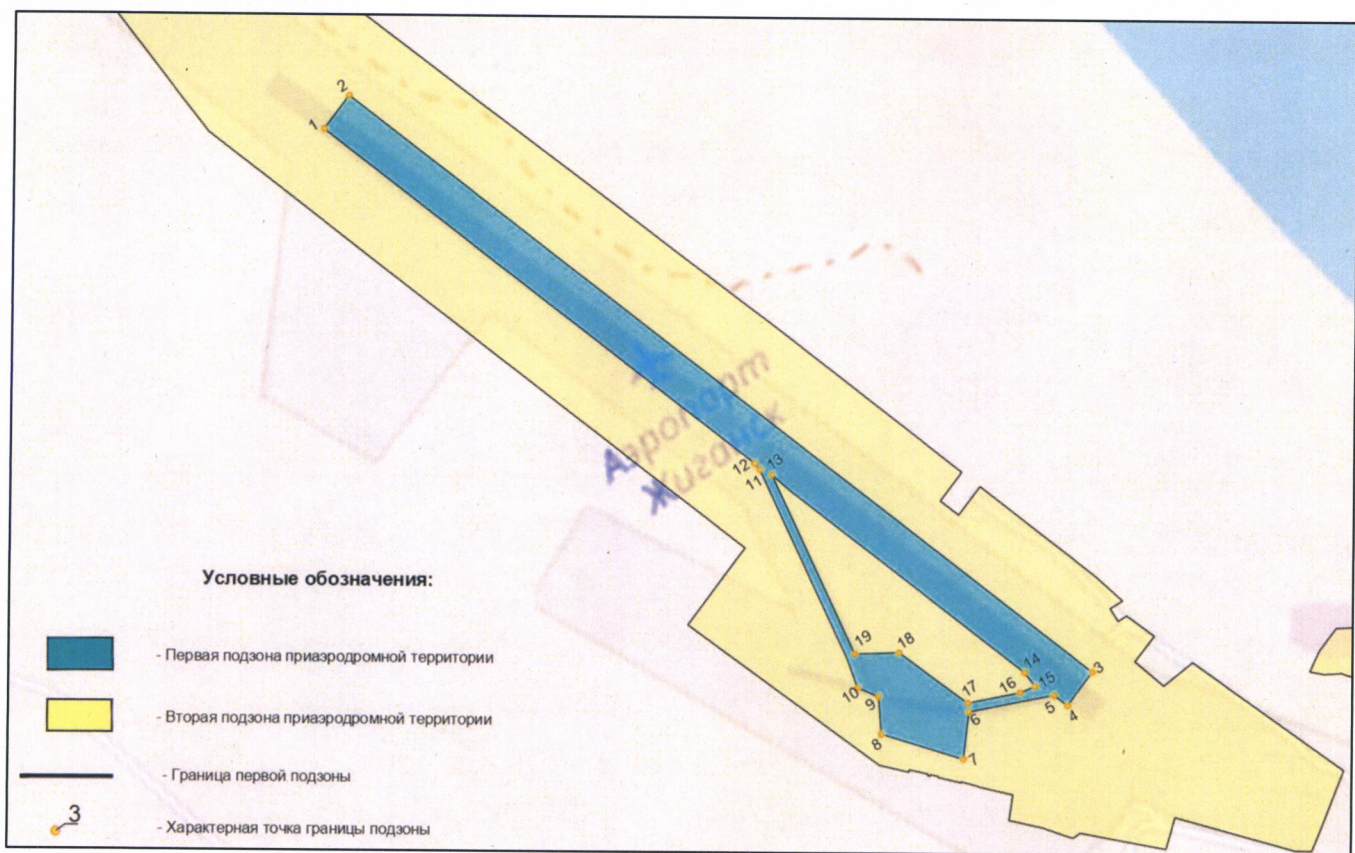 2
1
Аэропорт
Жиганск
12
13
11
Условные обозначения:
- Первая подзона приаэродромной территории
- Вторая подзона приаэродромной территории
- Граница первой подзоны
3
- Характерная точка границы подзоны
19
18
14
3
10
9
17
16
15
5
4
6
8
7